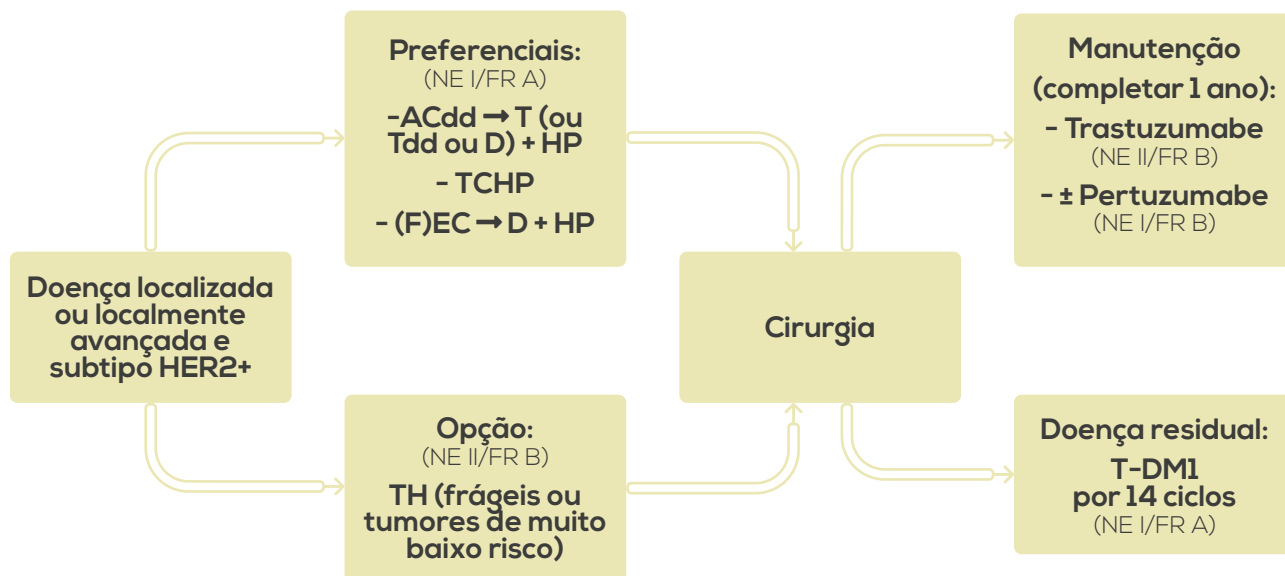 Doença localizada
ou localmente
avançada e
subtipo HER2+
Preferenciais:
(NE I/FR A)
-ACdd → T (ou
Tdd ou D) + HP
- TCHP
- (F)EC → D + HP
Opção:
(NE II/FR B)
TH (frágeis ou
tumores de muito
baixo risco)
Cirurgia
Manutenção
(completar 1 ano):
- Trastuzumabe
(NE II/FR B)
- ± Pertuzumabe
(NE I/FR B)
Doença residual:
T-DM1
por 14 ciclos
(NE I/FR A)